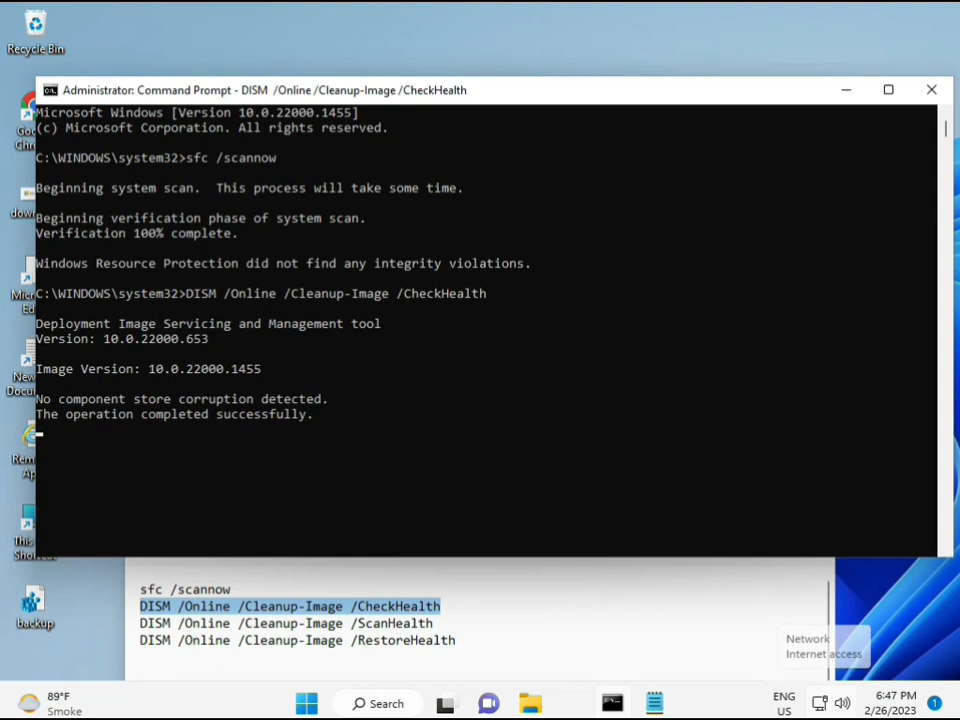 Recycle Bin
Administrator: Command Prompt - DISM /Online /Cleanup-Image /CheckHealth
Microsoft Windows [Version 10.0.22000.1455]
(c) Microsoft Corporation. All rights reserved.
C:\WINDOWS\system32>sfc /scannow
Beginning system scan.  This process will take some time.
Beginning verification phase of system scan.
Verification 100% complete.
Windows Resource Protection did not find any integrity violations.
C:\WINDOWS\system32>DISM /Online /Cleanup-Image /CheckHealth
Deployment Image Servicing and Management tool
Version: 10.0.22000.653
Image Version: 10.0.22000.1455
No component store corruption detected.
The operation completed successfully.
backup
sfc /scannow
DISM /Online /Cleanup-Image /CheckHealth
DISM /Online /Cleanup-Image /ScanHealth
DISM /Online /Cleanup-Image /RestoreHealth
Network
Internet access
89°F
Smoke
Search
ENG
US
6:47 PM
2/26/2023
1